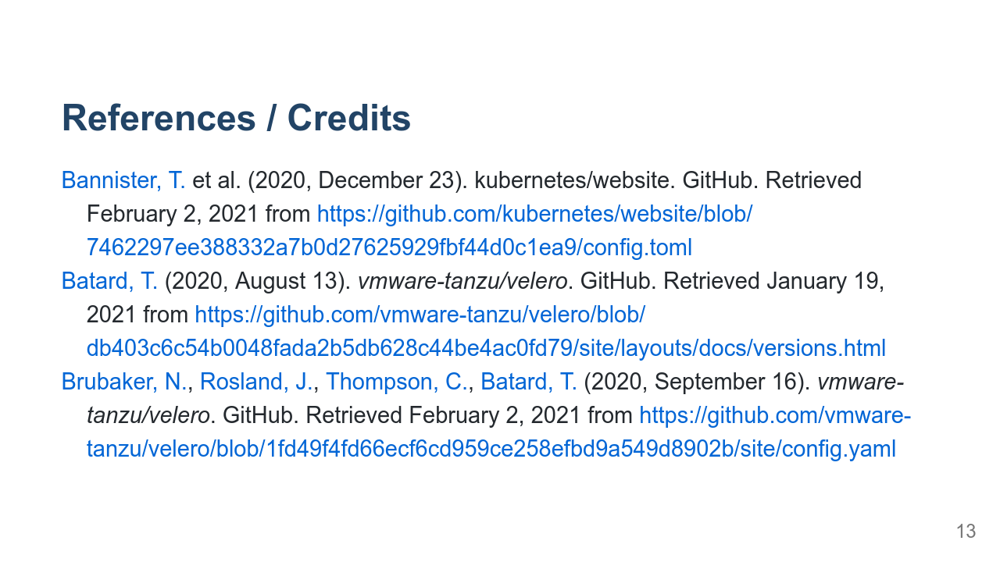 References / Credits
Bannister, T. et al. (2020, December 23). kubernetes/website. GitHub. Retrieved
February 2, 2021 from https://github.com/kubernetes/website/blob/
7462297ee388332a7b0d27625929fbf44d0c1ea9/config.toml
Batard, T. (2020, August 13). vmware-tanzu/velero. GitHub. Retrieved January 19,
2021 from https://github.com/vmware-tanzu/velero/blob/
db403c6c54b0048fada2b5db628c44be4ac0fd79/site/layouts/docs/versions.html
Brubaker, N., Rosland, J., Thompson, C., Batard, T. (2020, September 16). vmware-
tanzu/velero. GitHub. Retrieved February 2, 2021 from https://github.com/vmware-
tanzu/velero/blob/1fd49f4fd66ecf6cd959ce258efbd9a549d8902b/site/config.yaml
13